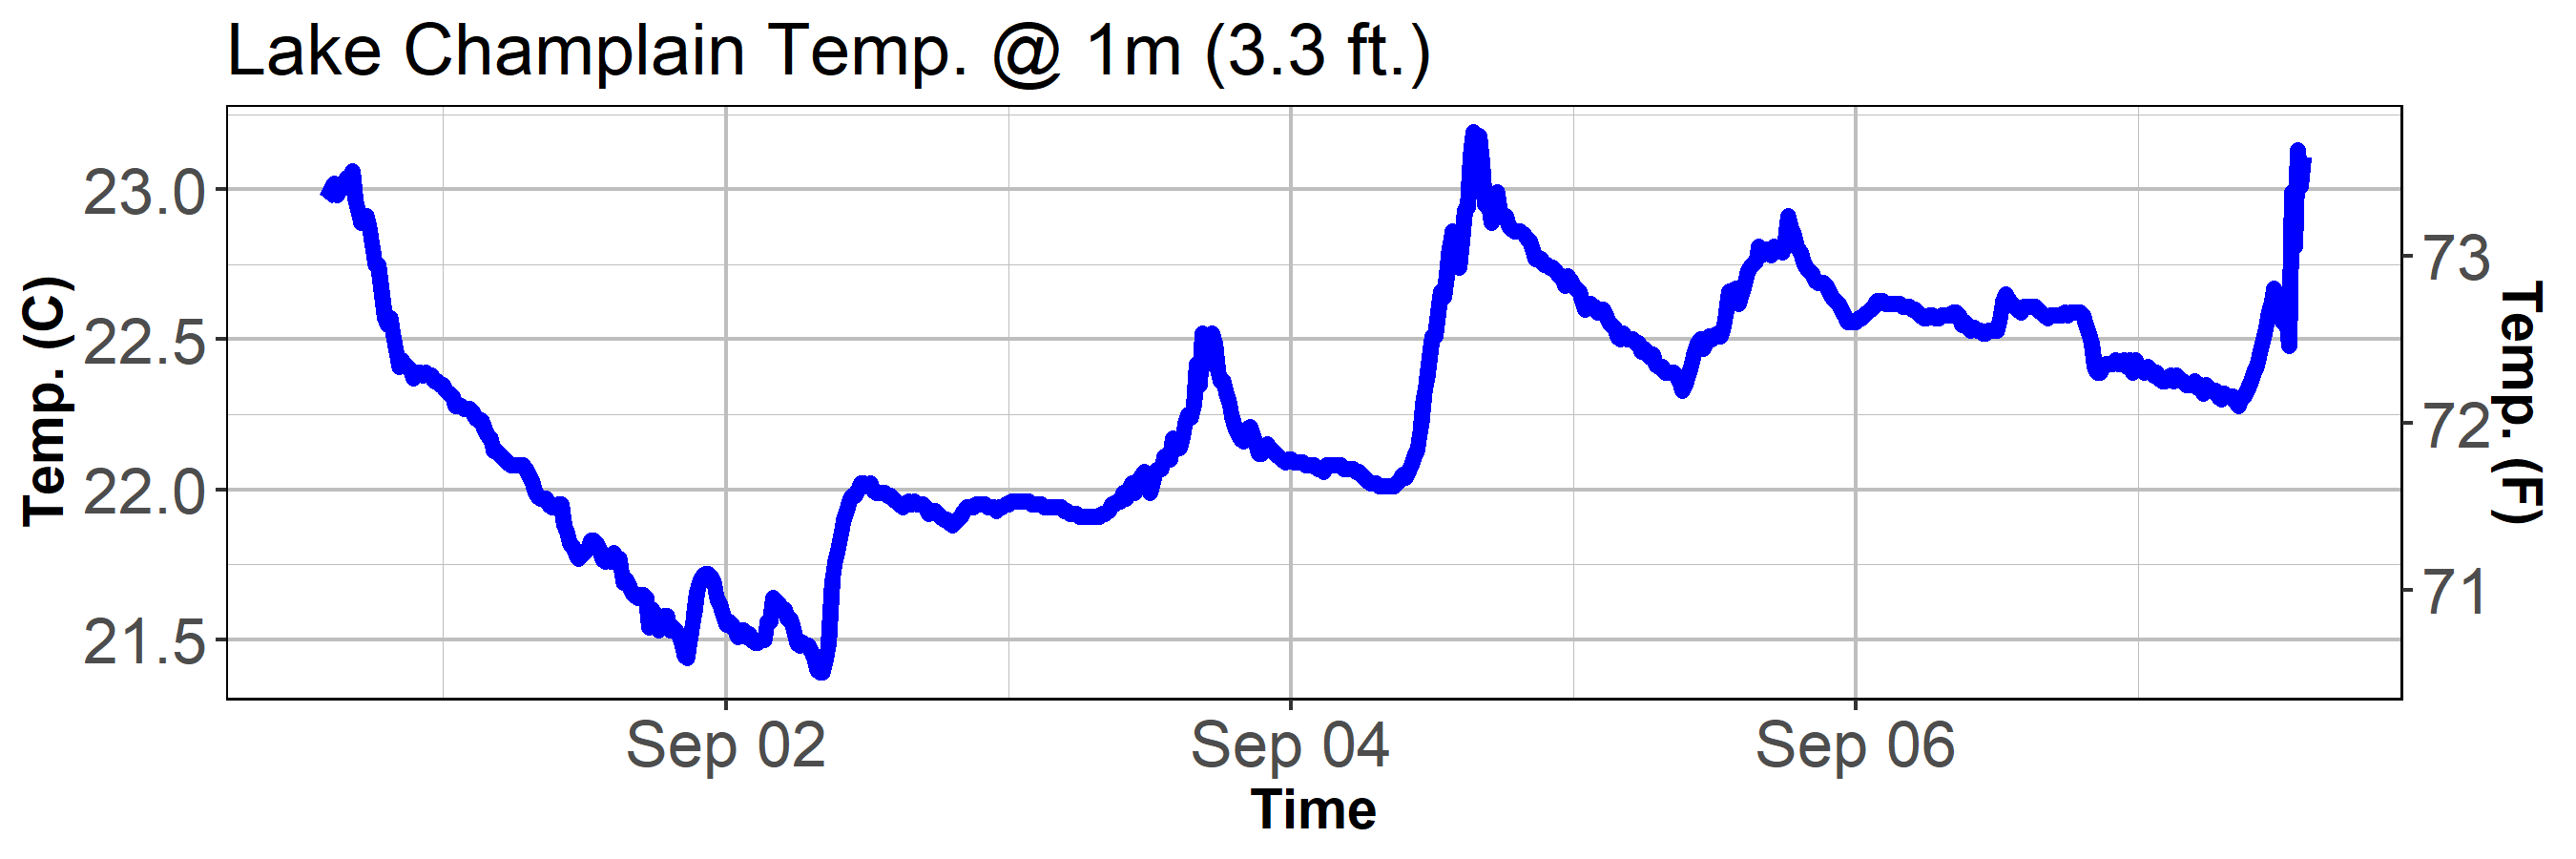 Lake Champlain Temp. @ 1m (3.3 ft.)
Temp. (C)
23.0
22.5
22.0
21.5
73
72
71
Temp. (F)
Sep 02
Sep 04
Sep 06
Time